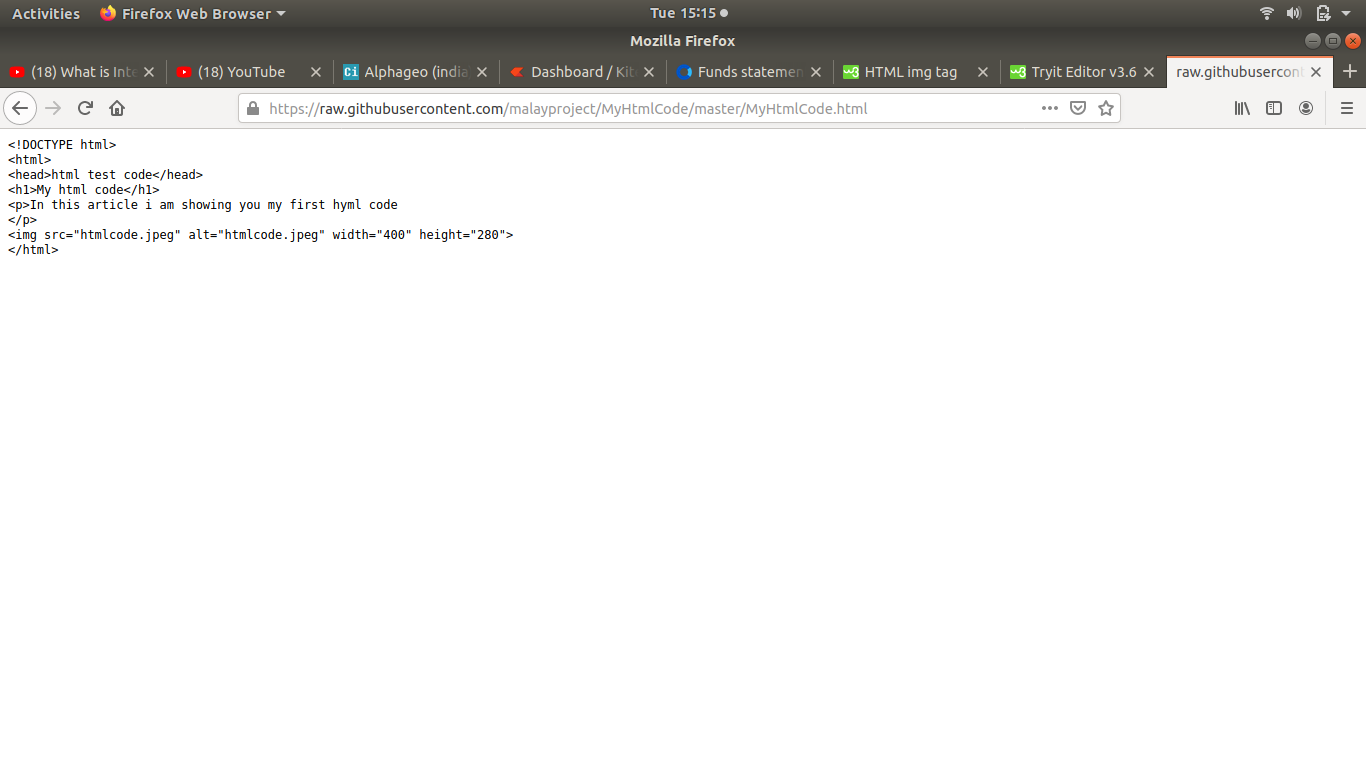 Activities Firefox Web Browser Tue 15:15
Mozilla Firefox
(18) What is Inte (18) YouTube Ci Alphageo (india Dashboard / Kite Funds statemen HTML img tag Tryit Editor v3.6 raw.githubusercont
https://raw.githubusercontent.com/malayproject/MyHtmlCode/master/MyHtmlCode.html
<!DOCTYPE html>
<html>
<head>html test code</head>
<h1>My html code</h1>
<p>In this article i am showing you my first hyml code
</p>
<img src="htmlcode.jpeg" alt="htmlcode.jpeg" width="400" height="280">
</html>